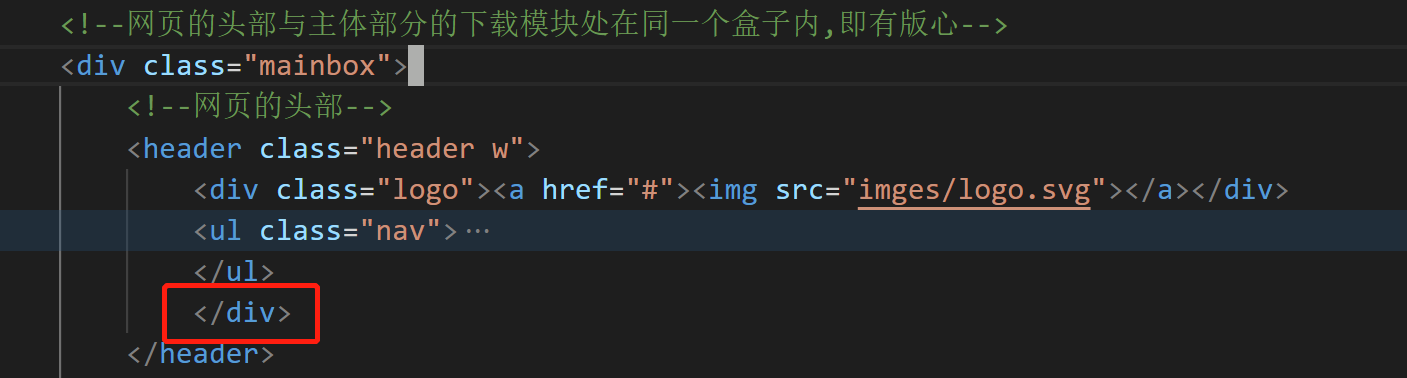 <!--网页的头部与主体部分的下载模块处在同一个盒子内,即有版心-->
<div class="mainbox">
<!--网页的头部-->
<header class="header w">
<div class="logo"><a href="#"><img src="imges/logo.svg"></a></div>
<ul class="nav">…
</ul>
</div>
</header>